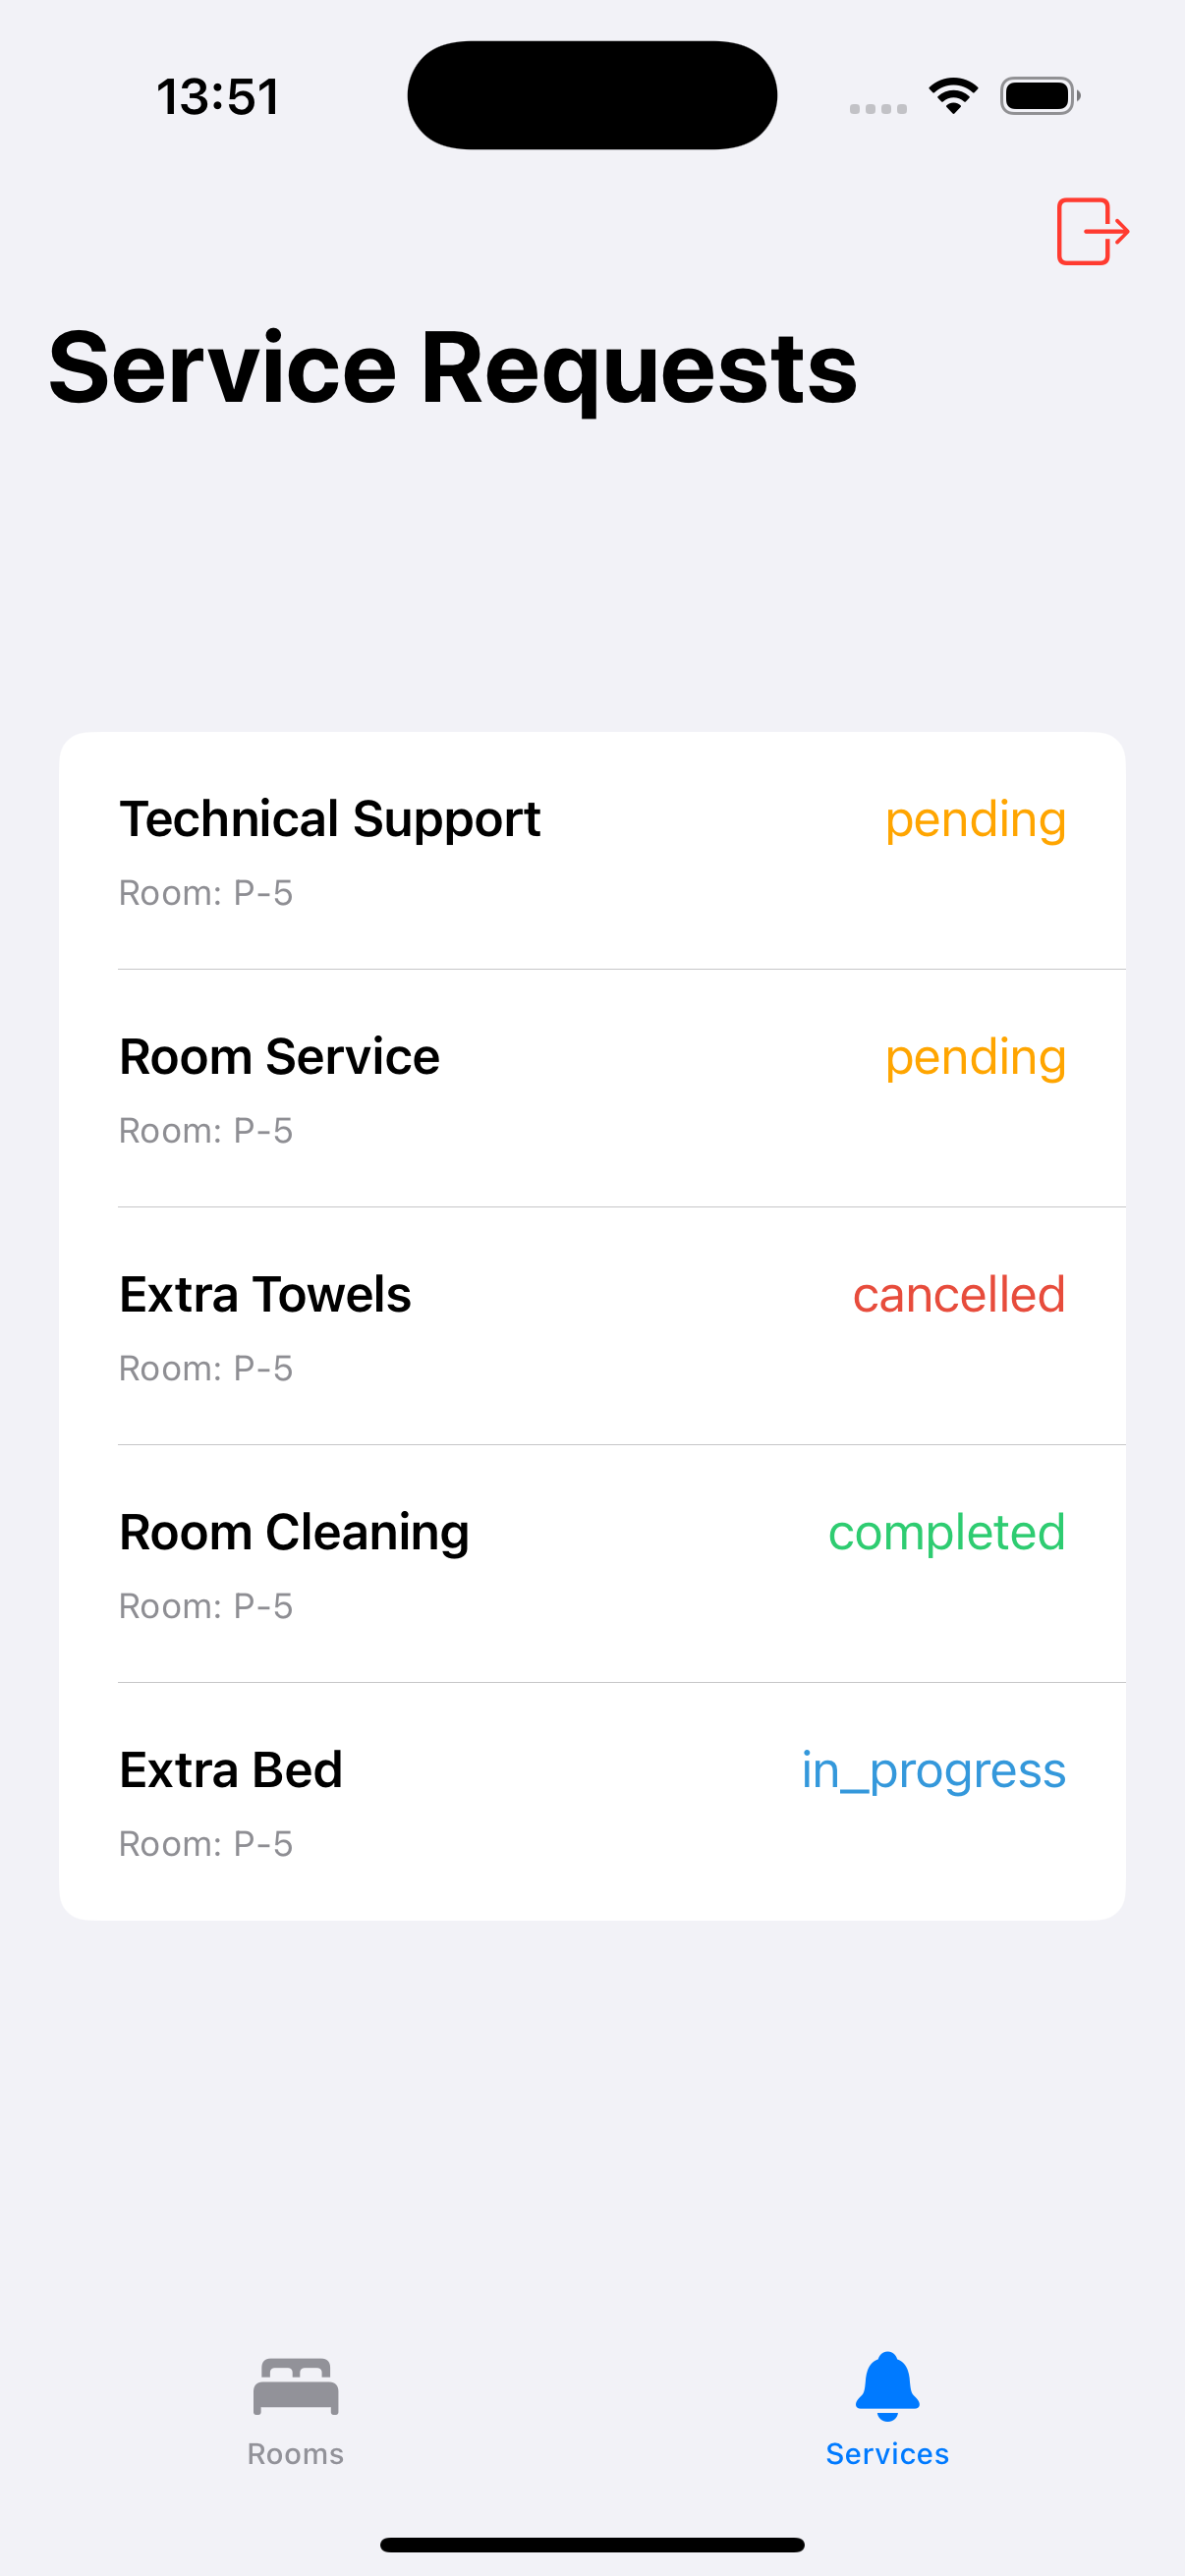 13:51
Service Requests
Technical Support pending
Room: P-5
Room Service pending
Room: P-5
Extra Towels cancelled
Room: P-5
Room Cleaning completed
Room: P-5
Extra Bed in_progress
Room: P-5
Rooms Services